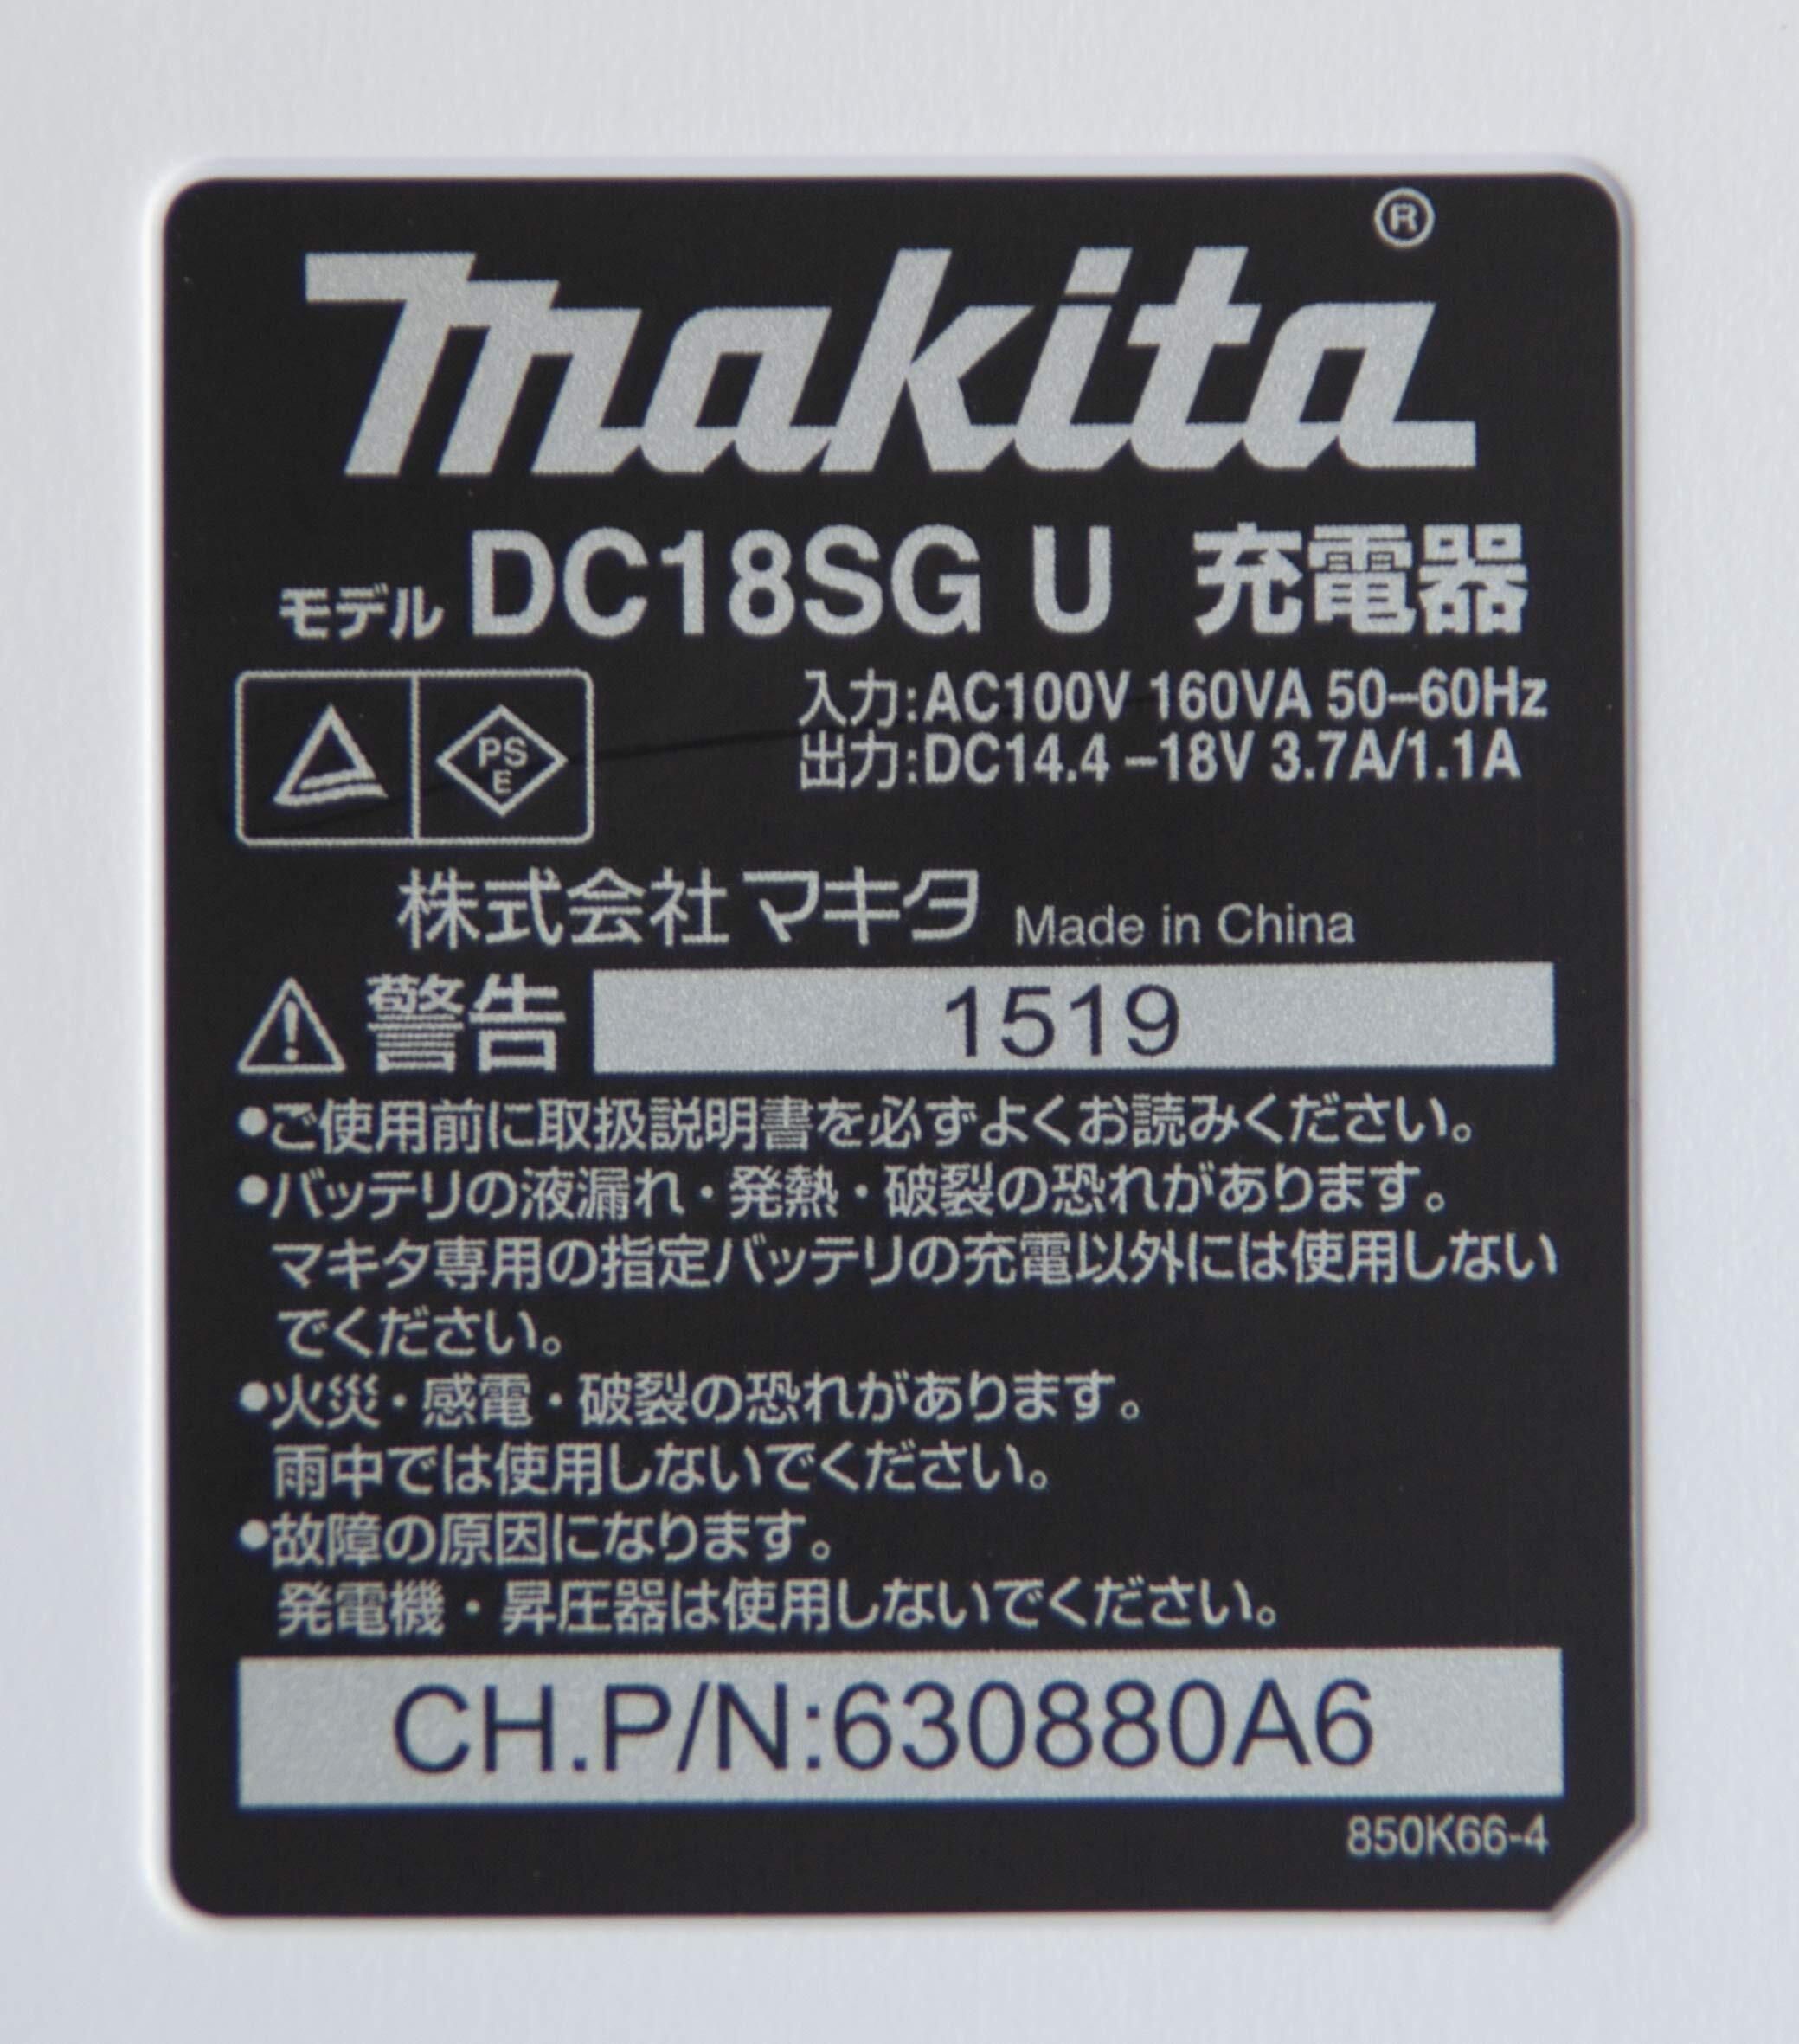 makita®
モデル DC18SG U 充電器
PS
E
入力:AC100V 160VA 50–60Hz
出力:DC14.4 –18V 3.7A/1.1A
株式会社マキタ Made in China
警告 1519
•ご使用前に取扱説明書を必ずよくお読みください。
•バッテリの液漏れ・発熱・破裂の恐れがあります。
マキタ専用の指定バッテリの充電以外には使用しない
でください。
•火災・感電・破裂の恐れがあります。
雨中では使用しないでください。
•故障の原因になります。
発電機・昇圧器は使用しないでください。
CH.P/N:630880A6
850K66-4